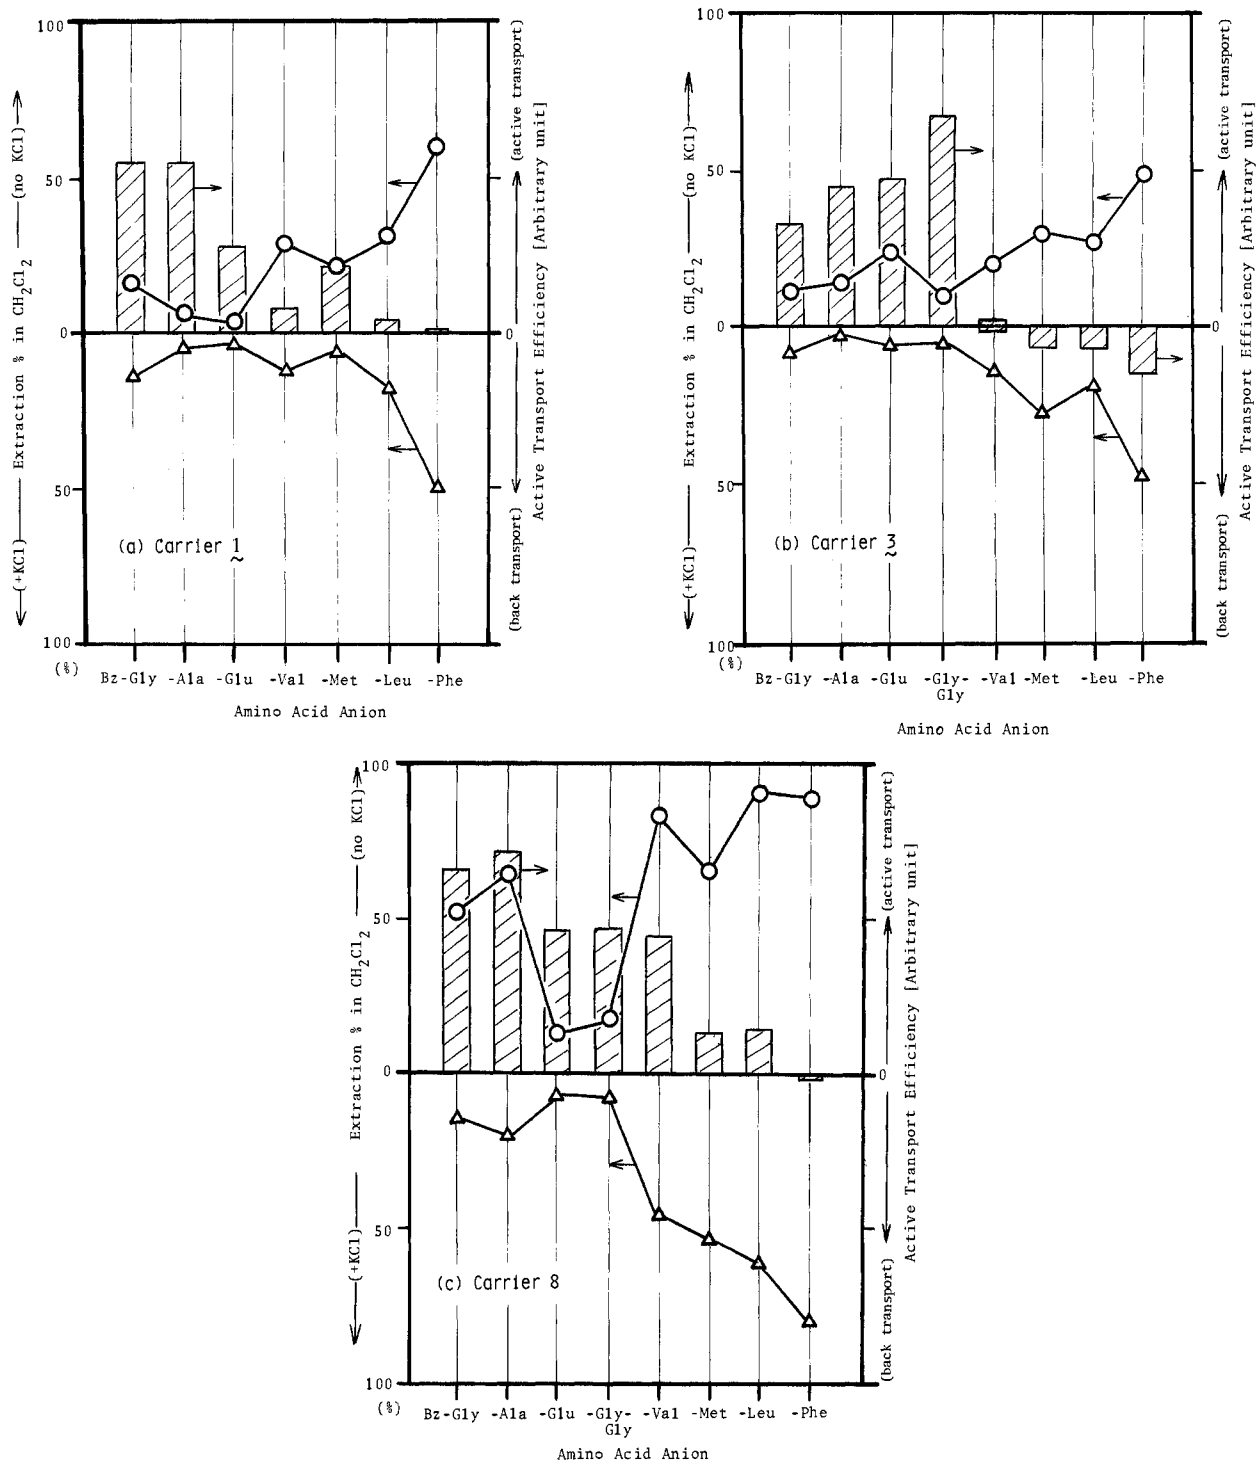 100
50
0
50
100
(%)
←(+KCl)— Extraction % in CH2Cl2 —(no KCl)→
(a) Carrier 1
0
(back transport) ←→ (active transport)
Active Transport Efficiency [Arbitrary unit]
Bz-Gly -Ala -Glu -Val -Met -Leu -Phe
Amino Acid Anion
100
50
0
50
100
(%)
←(+KCl)— Extraction % in CH2Cl2 —(no KCl)→
(b) Carrier 3
0
(back transport) ←→ (active transport)
Active Transport Efficiency [Arbitrary unit]
Bz-Gly -Ala -Glu -Gly- -Val -Met -Leu -Phe
Gly
Amino Acid Anion
100
50
0
50
100
(%)
←(+KCl)— Extraction % in CH2Cl2 —(no KCl)→
(c) Carrier 8
0
(back transport) ←→ (active transport)
Active Transport Efficiency [Arbitrary unit]
Bz-Gly -Ala -Glu -Gly- -Val -Met -Leu -Phe
Gly
Amino Acid Anion